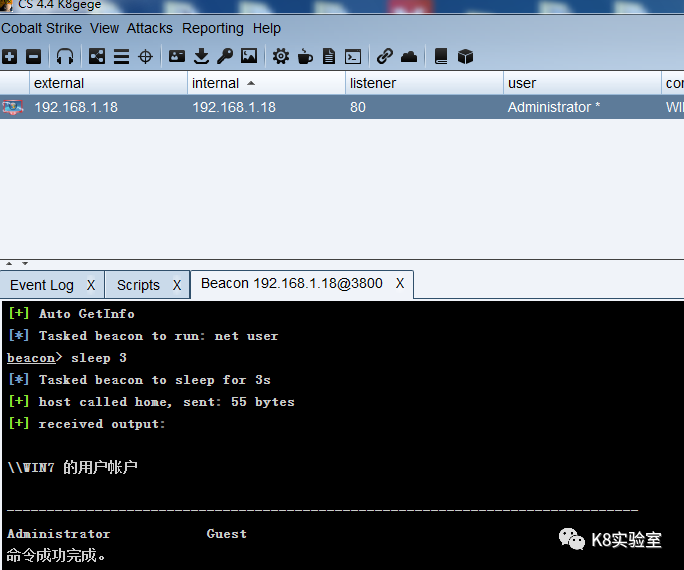 CS 4.4 K8gege
Cobalt Strike View Attacks Reporting Help
external internal listener user
192.168.1.18 192.168.1.18 80 Administrator *
Event Log X Scripts X Beacon 192.168.1.18@3800 X
[+] Auto GetInfo
[*] Tasked beacon to run: net user
beacon> sleep 3
[*] Tasked beacon to sleep for 3s
[+] host called home, sent: 55 bytes
[+] received output:
\\WIN7 的用户帐户
-------------------------------------------------------------------------------
Administrator Guest
命令成功完成。
K8实验室